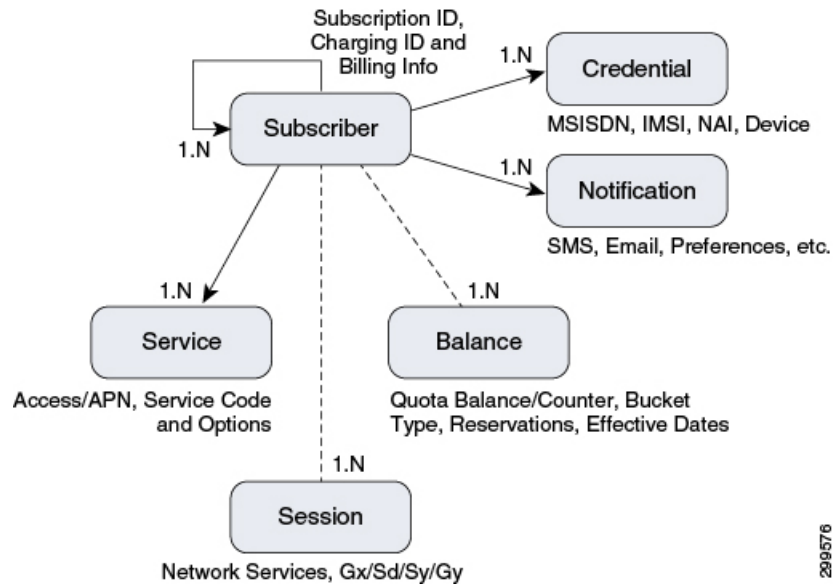 Subscription ID,
Charging ID and
Billing Info
1.N
Credential
MSISDN, IMSI, NAI, Device
Subscriber
1.N
1.N
Notification
SMS, Email, Preferences, etc.
1.N
Service
Access/APN, Service Code
and Options
1.N
Balance
Quota Balance/Counter, Bucket
Type, Reservations, Effective Dates
1.N
Session
Network Services, Gx/Sd/Sy/Gy
299576